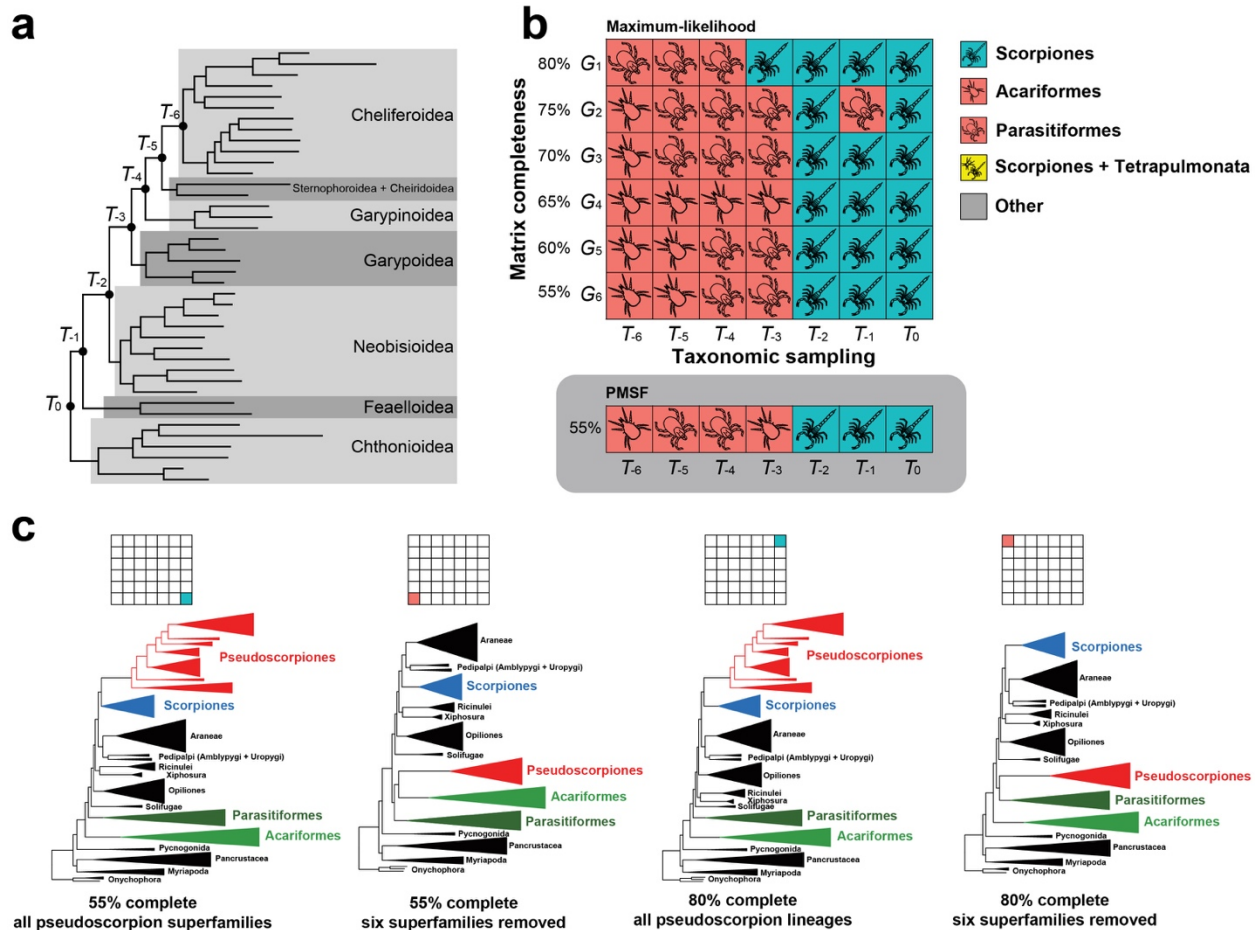 a
T-6
Cheliferoidea
T-5
Sternophoroidea + Cheiridoidea
T-4
Garypinoidea
T-3
Garypoidea
T-2
Neobisioidea
T-1
Feaelloidea
T0
Chthonioidea
b
Maximum-likelihood
Matrix completeness
80% G1
75% G2
70% G3
65% G4
60% G5
55% G6
T-6 T-5 T-4 T-3 T-2 T-1 T0
Taxonomic sampling
PMSF
55%
T-6 T-5 T-4 T-3 T-2 T-1 T0
Scorpiones
Acariformes
Parasitiformes
Scorpiones + Tetrapulmonata
Other
c
Pseudoscorpiones
Scorpiones
Araneae
Pedipalpi (Amblypygi + Uropygi)
Ricinulei
Xiphosura
Opiliones
Solifugae
Parasitiformes
Acariformes
Pycnogonida
Pancrustacea
Myriapoda
Onychophora
55% complete
all pseudoscorpion superfamilies
Araneae
Pedipalpi (Amblypygi + Uropygi)
Scorpiones
Ricinulei
Xiphosura
Opiliones
Solifugae
Pseudoscorpiones
Acariformes
Parasitiformes
Pycnogonida
Pancrustacea
Myriapoda
Onychophora
55% complete
six superfamilies removed
Pseudoscorpiones
Scorpiones
Araneae
Pedipalpi (Amblypygi + Uropygi)
Opiliones
Ricinulei
Xiphosura
Solifugae
Parasitiformes
Acariformes
Pycnogonida
Pancrustacea
Myriapoda
Onychophora
80% complete
all pseudoscorpion lineages
Scorpiones
Araneae
Pedipalpi (Amblypygi + Uropygi)
Ricinulei
Xiphosura
Opiliones
Solifugae
Pseudoscorpiones
Parasitiformes
Acariformes
Pycnogonida
Pancrustacea
Myriapoda
Onychophora
80% complete
six superfamilies removed